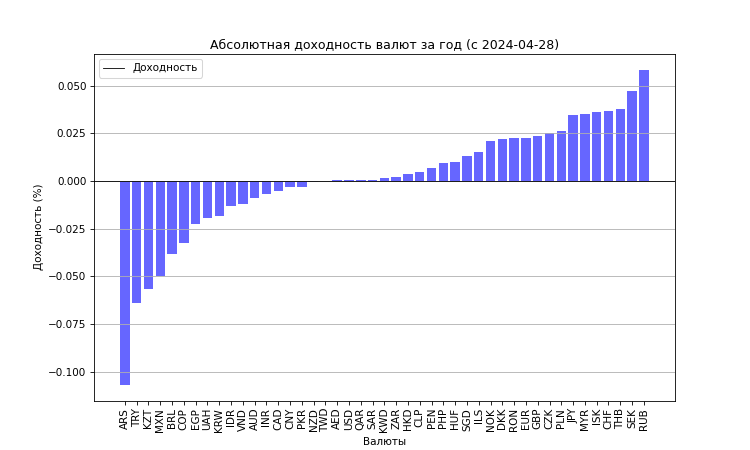 Абсолютная доходность валют за год (с 2024-04-28)
Доходность
0.050
0.025
0.000
−0.025
−0.050
−0.075
−0.100
Доходность (%)
ARS TRY KZT MXN BRL COP EGP UAH KRW IDR VND AUD INR CAD CNY PKR NZD TWD AED USD QAR SAR KWD ZAR HKD CLP PEN PHP HUF SGD ILS NOK DKK RON EUR GBP CZK PLN JPY MYR ISK CHF THB SEK RUB
Валюты